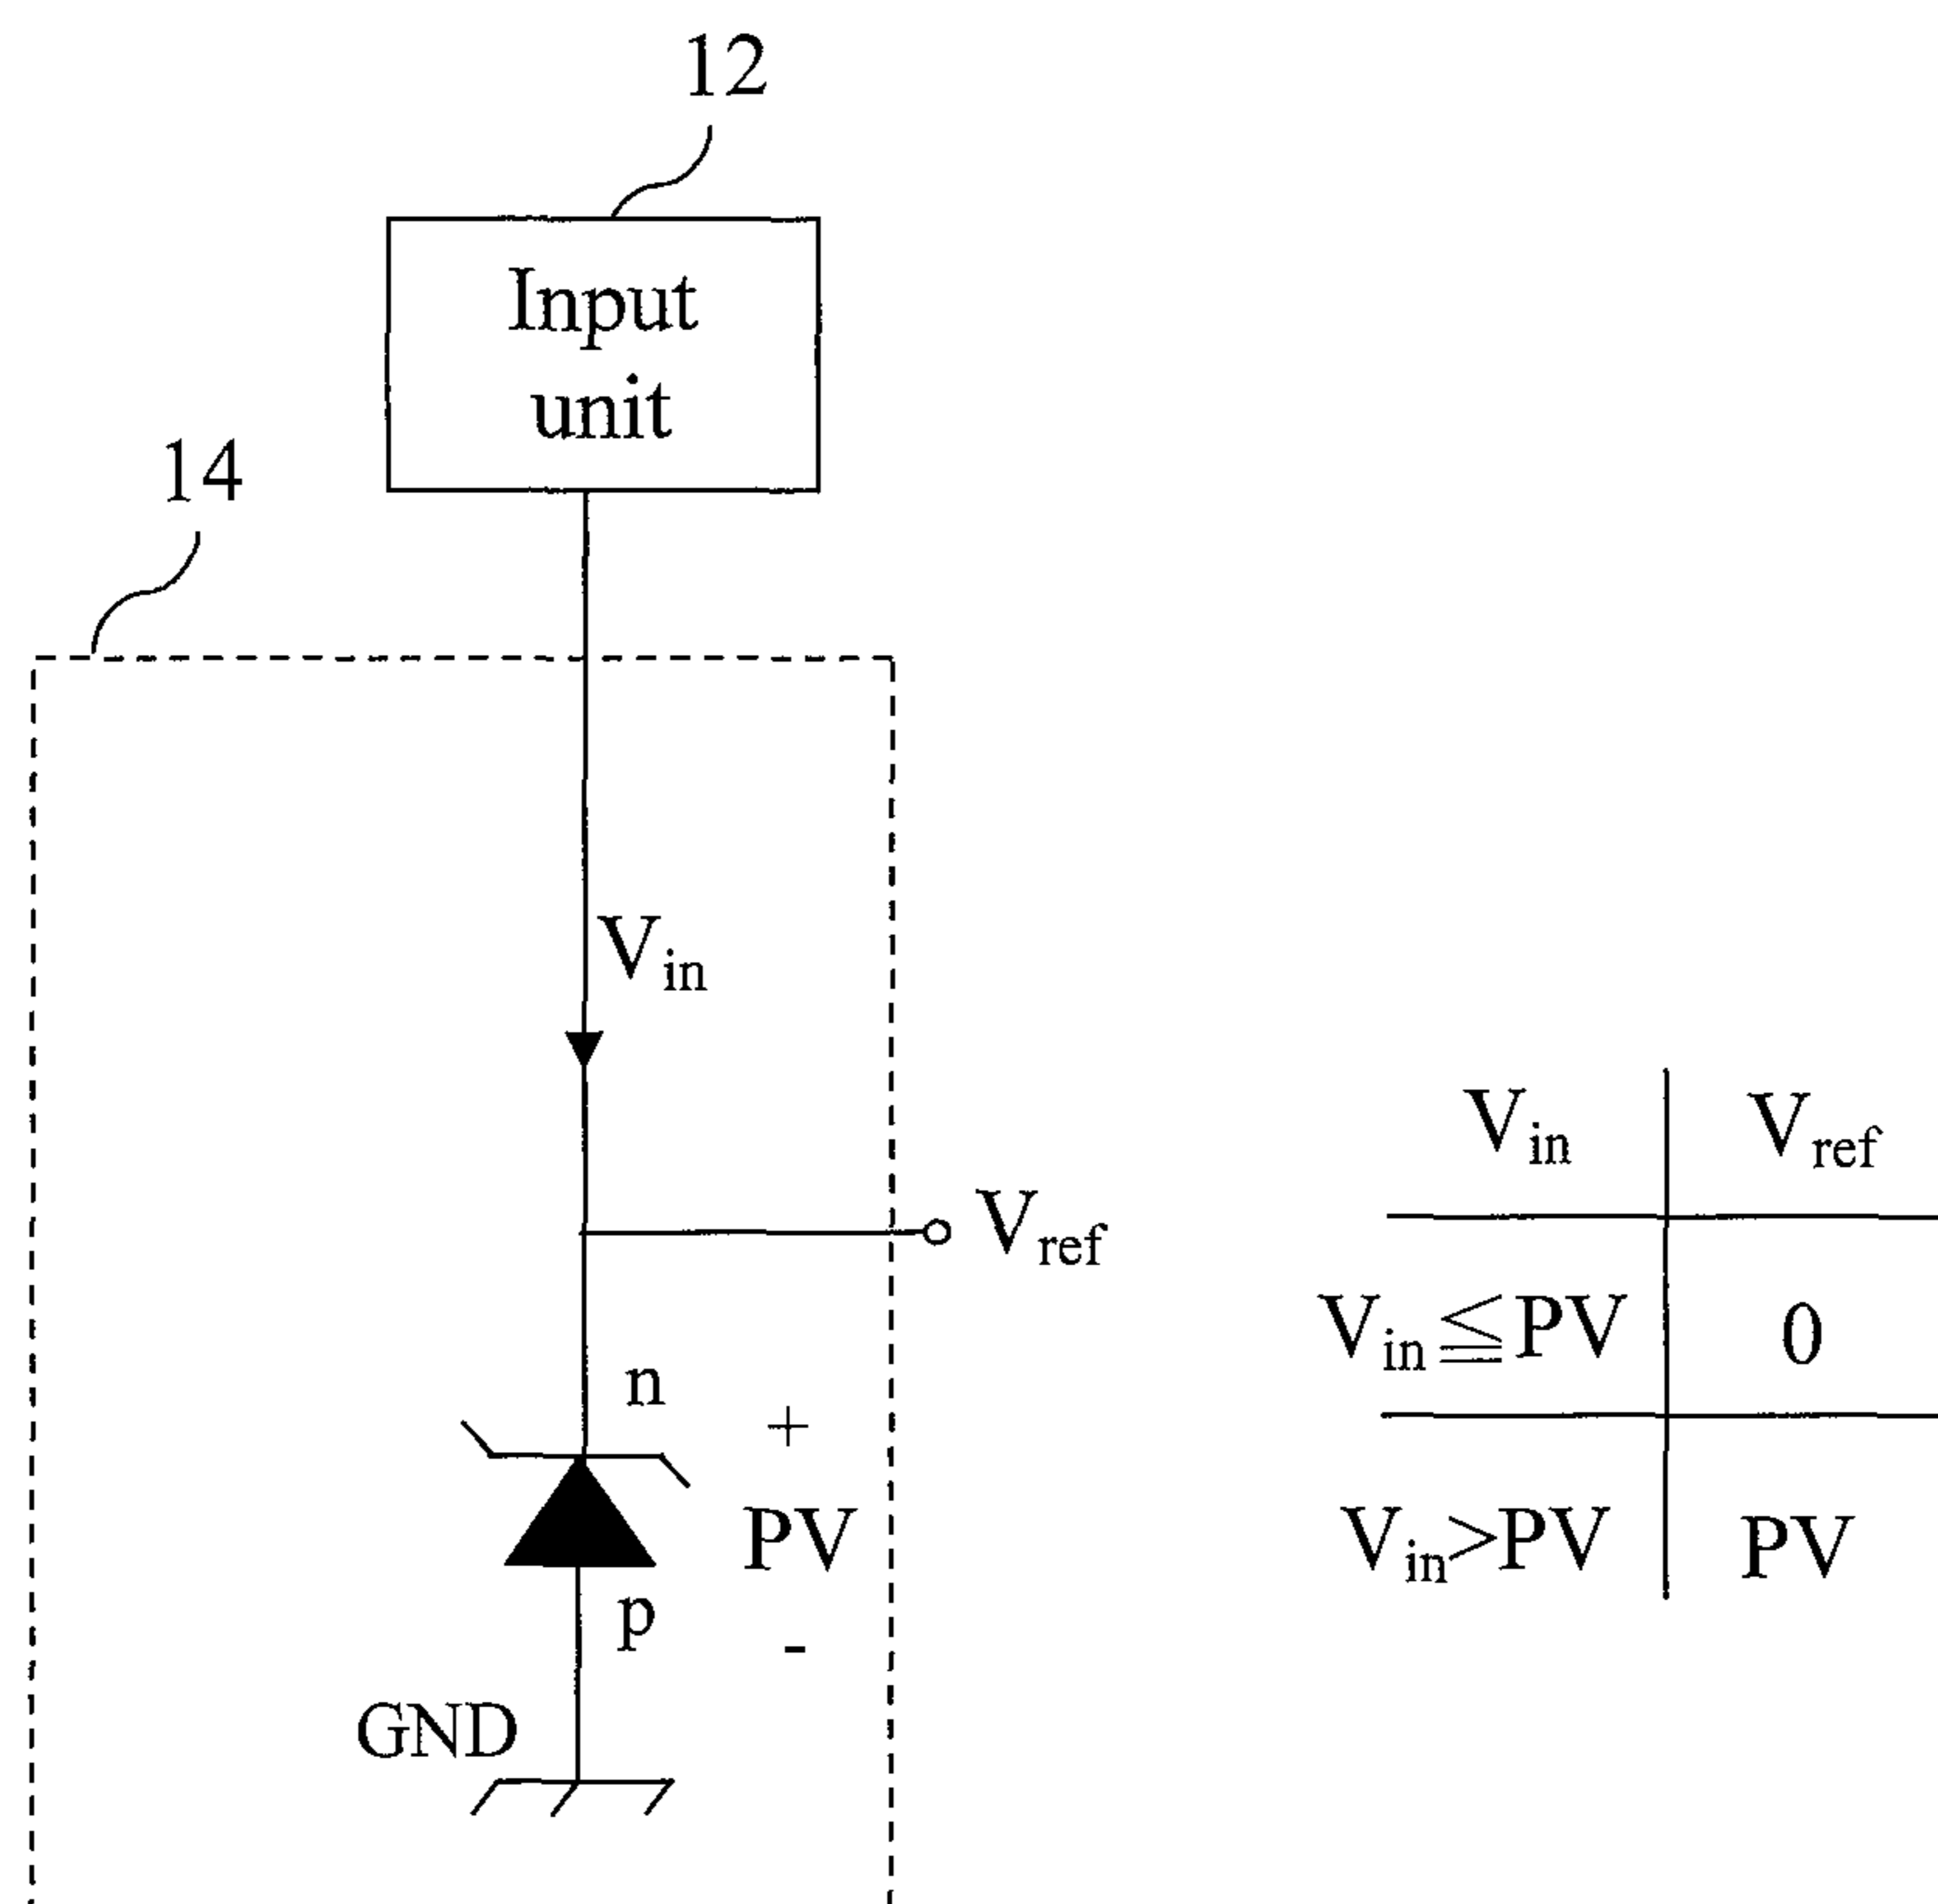 12
Input
unit
14
Vin
Vref
n
+
PV
p
-
GND
Vin Vref
Vin≦PV 0
Vin>PV PV